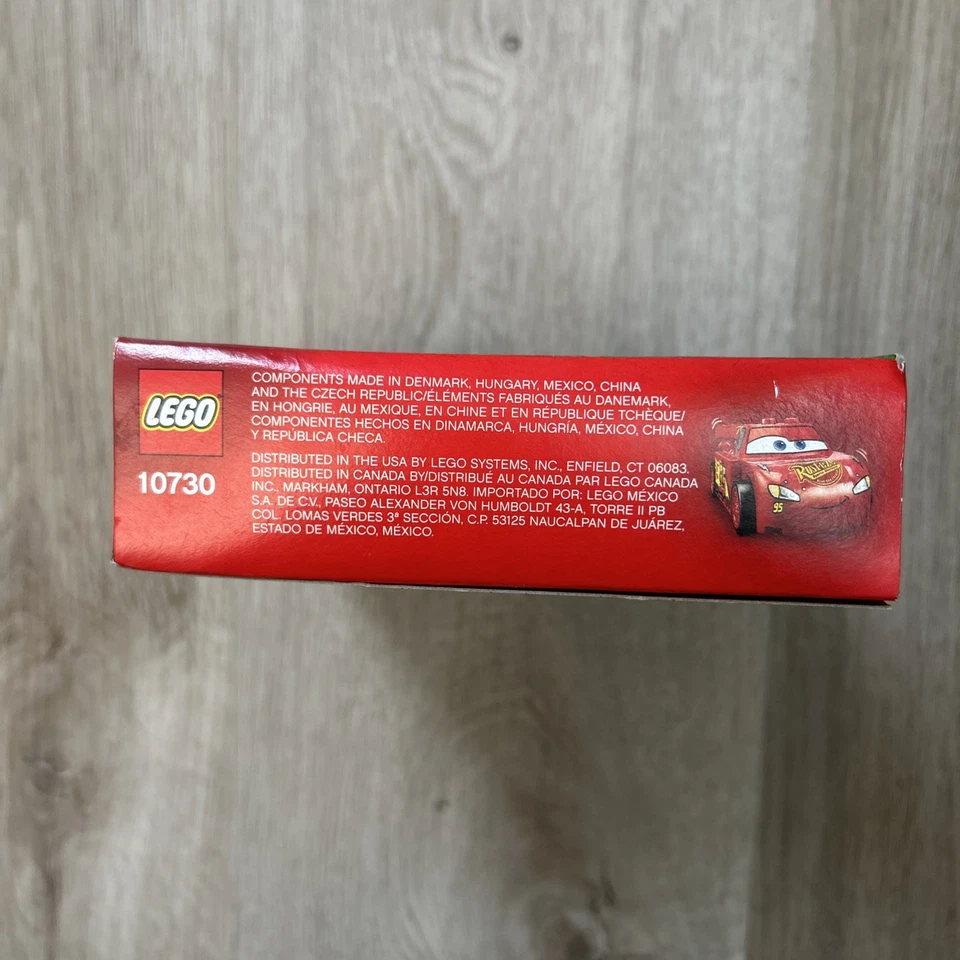 LEGO
10730
COMPONENTS MADE IN DENMARK, HUNGARY, MEXICO, CHINA
AND THE CZECH REPUBLIC/ÉLÉMENTS FABRIQUÉS AU DANEMARK,
EN HONGRIE, AU MEXIQUE, EN CHINE ET EN RÉPUBLIQUE TCHÈQUE/
COMPONENTES HECHOS EN DINAMARCA, HUNGRÍA, MÉXICO, CHINA
Y REPÚBLICA CHECA.
DISTRIBUTED IN THE USA BY LEGO SYSTEMS, INC., ENFIELD, CT 06083.
DISTRIBUTED IN CANADA BY/DISTRIBUÉ AU CANADA PAR LEGO CANADA
INC., MARKHAM, ONTARIO L3R 5N8. IMPORTADO POR: LEGO MÉXICO
S.A. DE C.V., PASEO ALEXANDER VON HUMBOLDT 43-A, TORRE II PB
COL. LOMAS VERDES 3ª SECCIÓN, C.P. 53125 NAUCALPAN DE JUÁREZ,
ESTADO DE MÉXICO, MÉXICO.
95